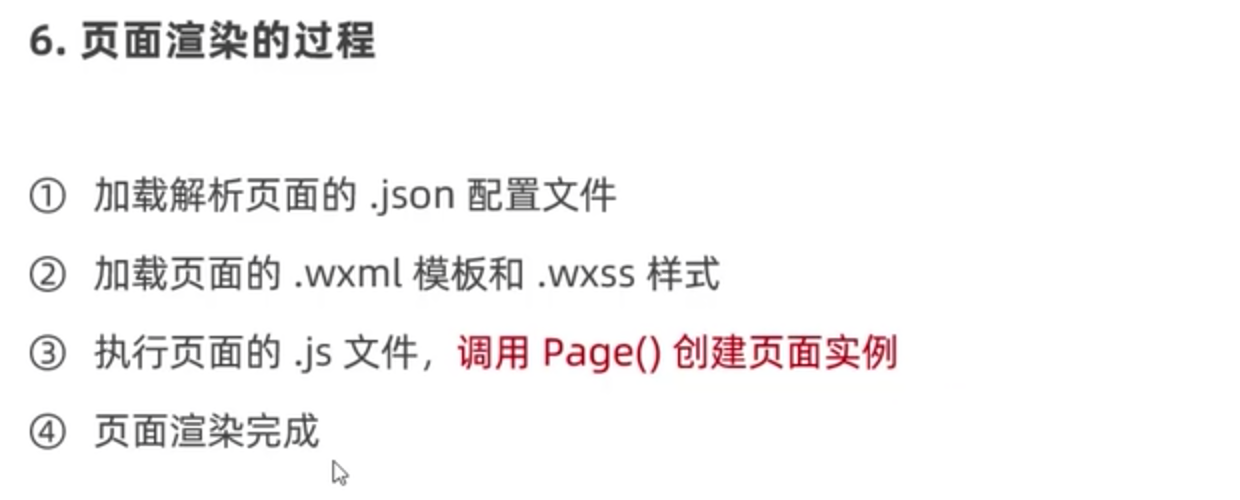 6. 页面渲染的过程
① 加载解析页面的 .json 配置文件
② 加载页面的 .wxml 模板和 .wxss 样式
③ 执行页面的 .js 文件，调用 Page() 创建页面实例
④ 页面渲染完成